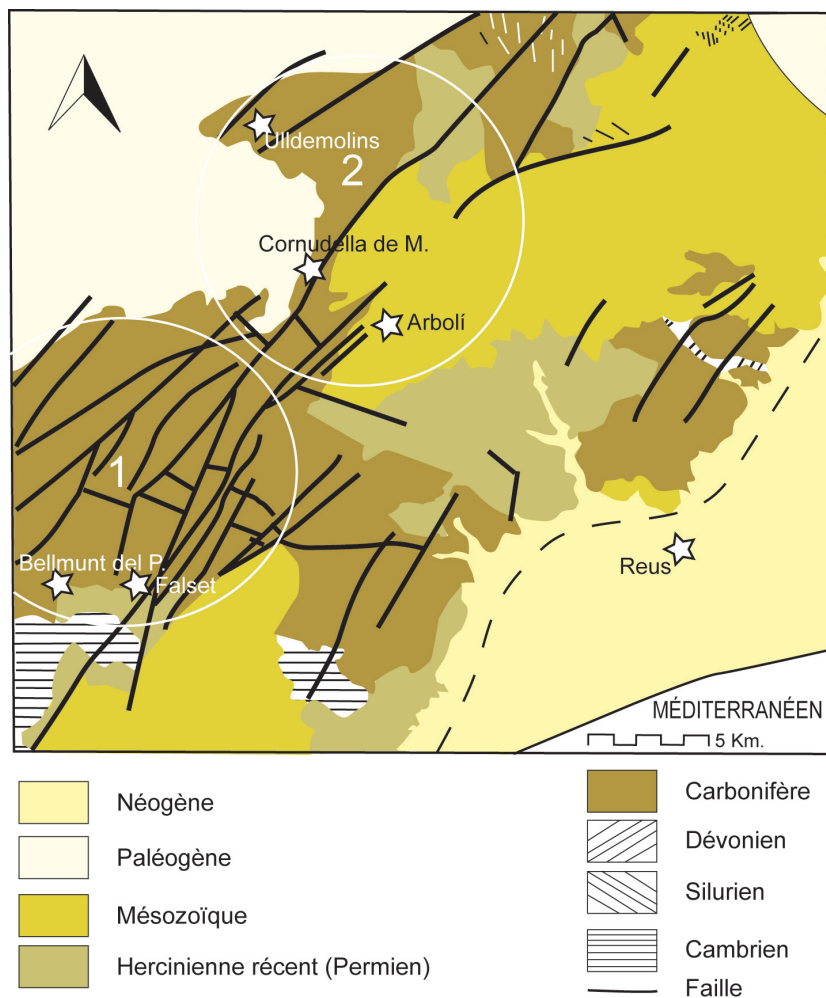 Ulldemolins
2
Cornudella de M.
Arbolí
1
Bellmunt del P.
Falset
Reus
MÉDITERRANÉEN
5 Km.
Néogène
Paléogène
Mésozoïque
Hercinienne récent (Permien)
Carbonifère
Dévonien
Silurien
Cambrien
Faille